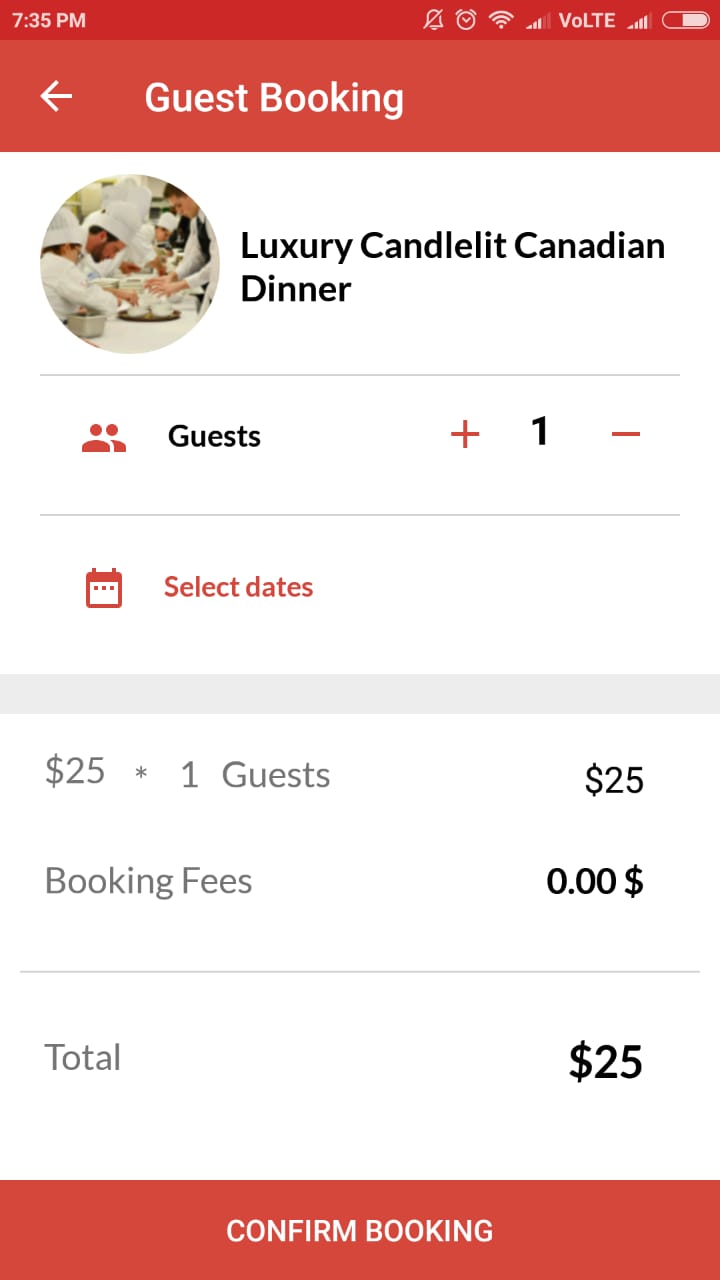 7:35 PM VoLTE
Guest Booking
Luxury Candlelit Canadian
Dinner
Guests + 1 −
Select dates
$25 * 1 Guests $25
Booking Fees 0.00 $
Total $25
CONFIRM BOOKING